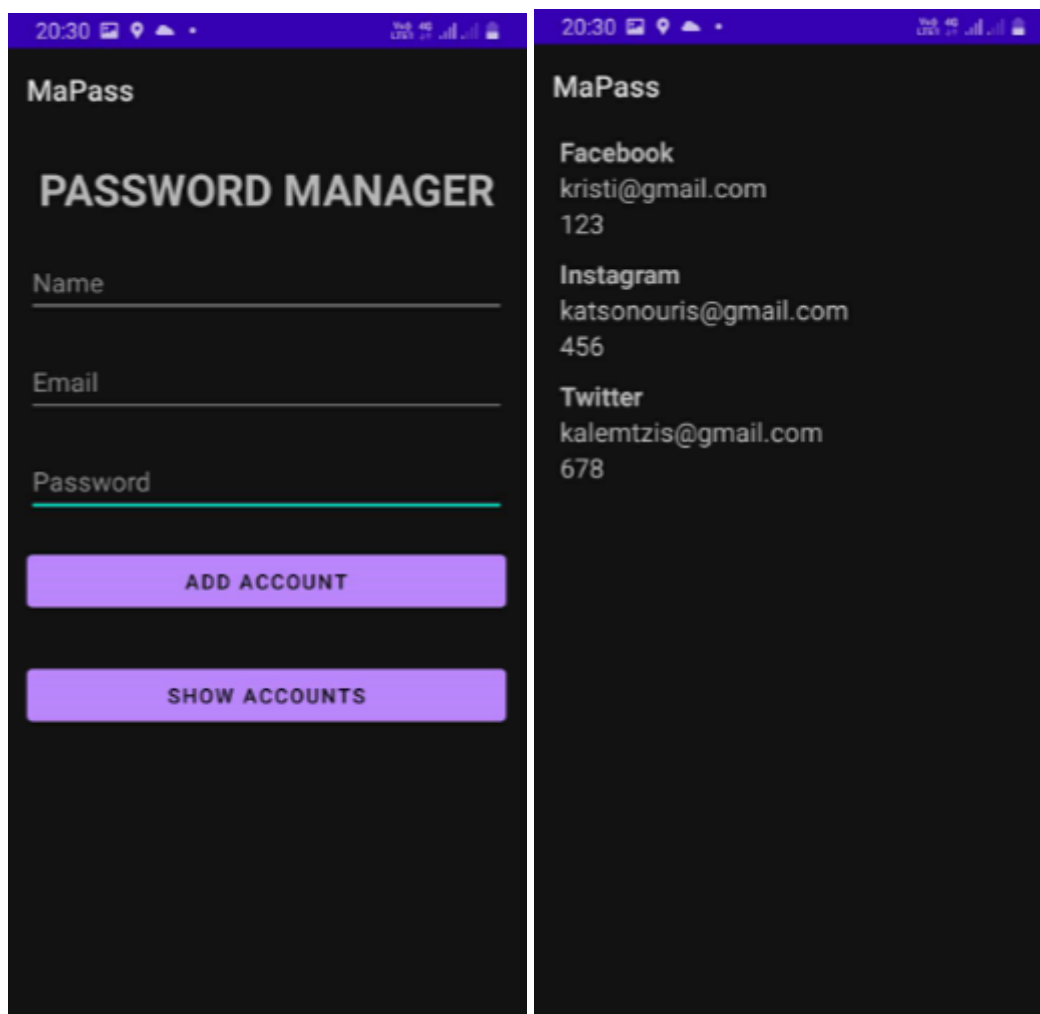 20:30
MaPass
PASSWORD MANAGER
Name
Email
Password
ADD ACCOUNT
SHOW ACCOUNTS
20:30
MaPass
Facebook
kristi@gmail.com
123
Instagram
katsonouris@gmail.com
456
Twitter
kalemtzis@gmail.com
678